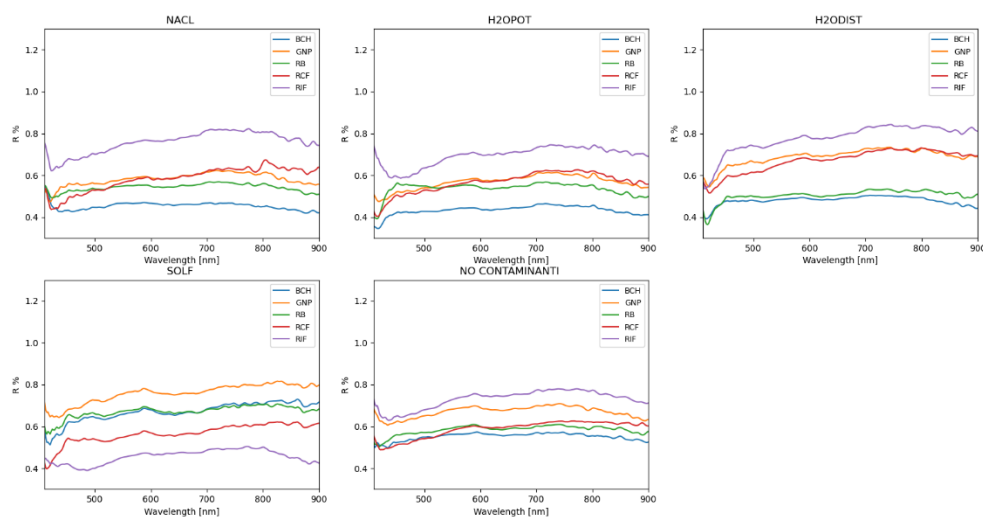 NACL
1.2
1.0
0.8
0.6
0.4
R %
BCH
GNP
RB
RCF
RIF
500
600
700
800
900
Wavelength [nm]
H2OPOT
1.2
1.0
0.8
0.6
0.4
R %
BCH
GNP
RB
RCF
RIF
500
600
700
800
900
Wavelength [nm]
H2ODIST
1.2
1.0
0.8
0.6
0.4
R %
BCH
GNP
RB
RCF
RIF
500
600
700
800
900
Wavelength [nm]
SOLF
1.2
1.0
0.8
0.6
0.4
R %
BCH
GNP
RB
RCF
RIF
500
600
700
800
900
Wavelength [nm]
NO CONTAMINANTI
1.2
1.0
0.8
0.6
0.4
R %
BCH
GNP
RB
RCF
RIF
500
600
700
800
900
Wavelength [nm]